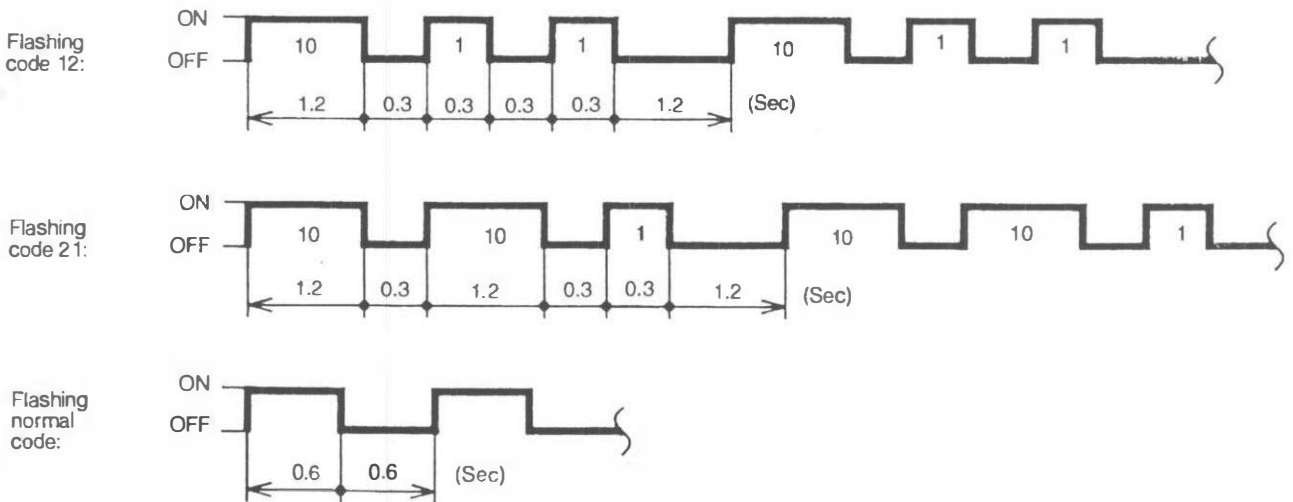 Flashing
code 12:
ON
OFF
10 1 1 10 1 1
1.2 0.3 0.3 0.3 0.3 1.2 (Sec)
Flashing
code 21:
ON
OFF
10 10 1 10 10 1
1.2 0.3 1.2 0.3 0.3 1.2 (Sec)
Flashing
normal
code:
ON
OFF
0.6 0.6 (Sec)